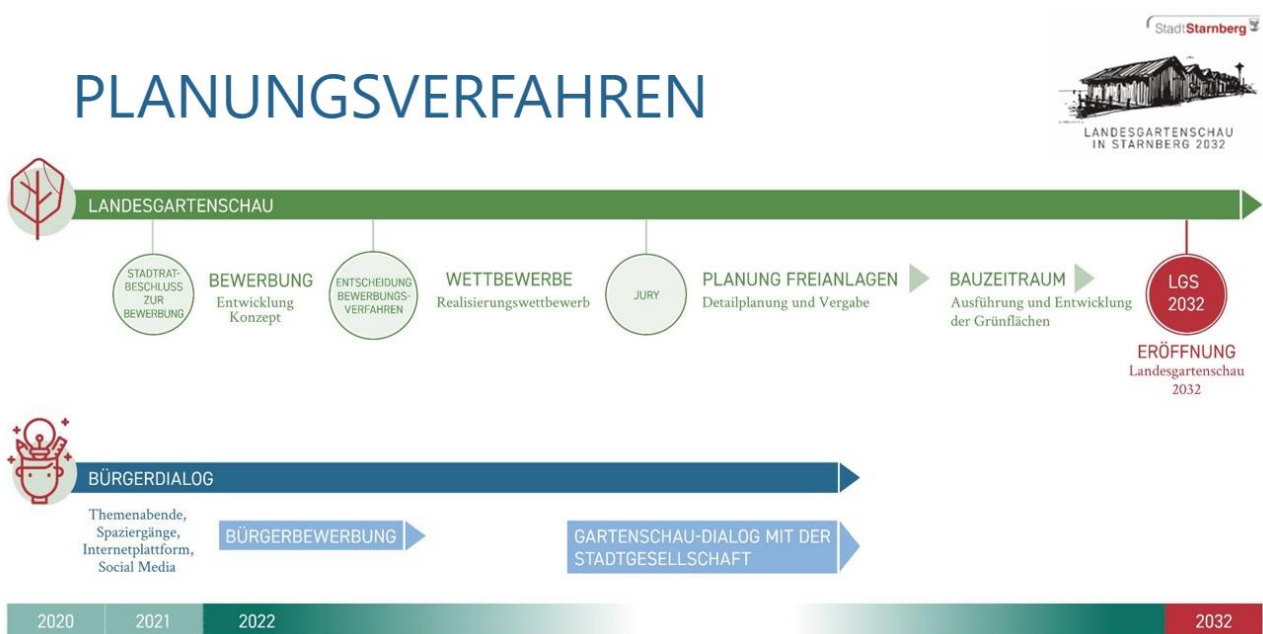 StadtStarnberg
PLANUNGSVERFAHREN
LANDESGARTENSCHAU
IN STARNBERG 2032
LANDESGARTENSCHAU
STADTRAT-
BESCHLUSS
ZUR
BEWERBUNG
BEWERBUNG
Entwicklung
Konzept
ENTSCHEIDUNG
BEWERBUNGS-
VERFAHREN
WETTBEWERBE
Realisierungswettbewerb
JURY
PLANUNG FREIANLAGEN
Detailplanung und Vergabe
BAUZEITRAUM
Ausführung und Entwicklung
der Grünflächen
LGS
2032
ERÖFFNUNG
Landesgartenschau
2032
BÜRGERDIALOG
Themenabende,
Spaziergänge,
Internetplattform,
Social Media
BÜRGERBEWERBUNG
GARTENSCHAU-DIALOG MIT DER
STADTGESELLSCHAFT
2020
2021
2022
2032